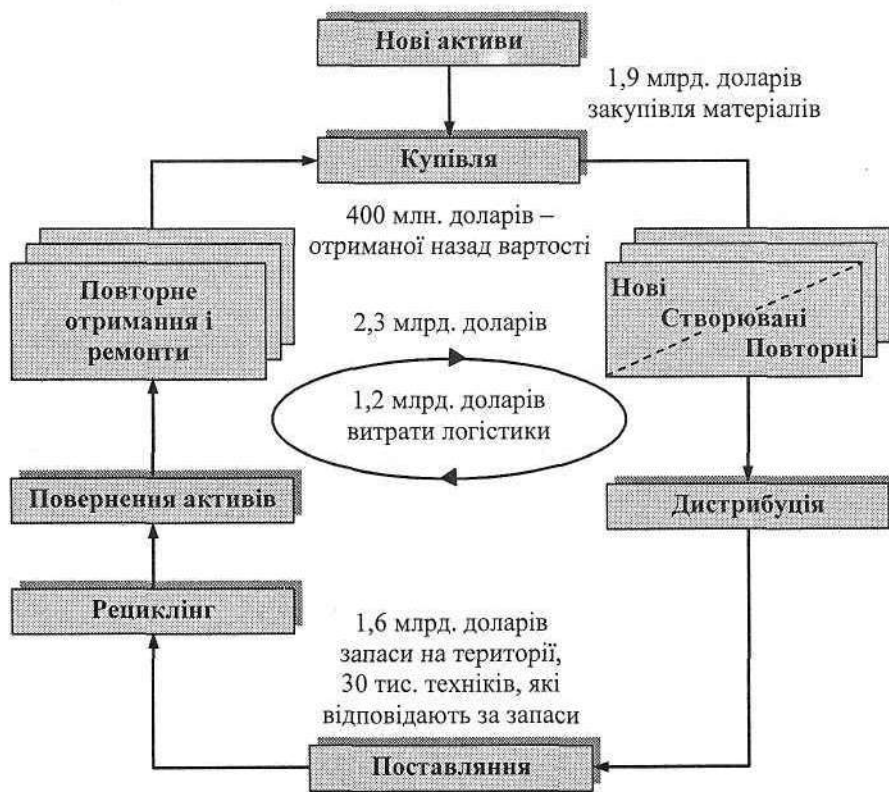 Нові активи
1,9 млрд. доларів
закупівля матеріалів
Купівля
400 млн. доларів –
отриманої назад вартості
Повторне
отримання і
ремонти
Нові
Створювані
Повторні
2,3 млрд. доларів
1,2 млрд. доларів
витрати логістики
Повернення активів
Дистрибуція
Рециклінг
1,6 млрд. доларів
запаси на території,
30 тис. техніків, які
відповідають за запаси
Поставляння